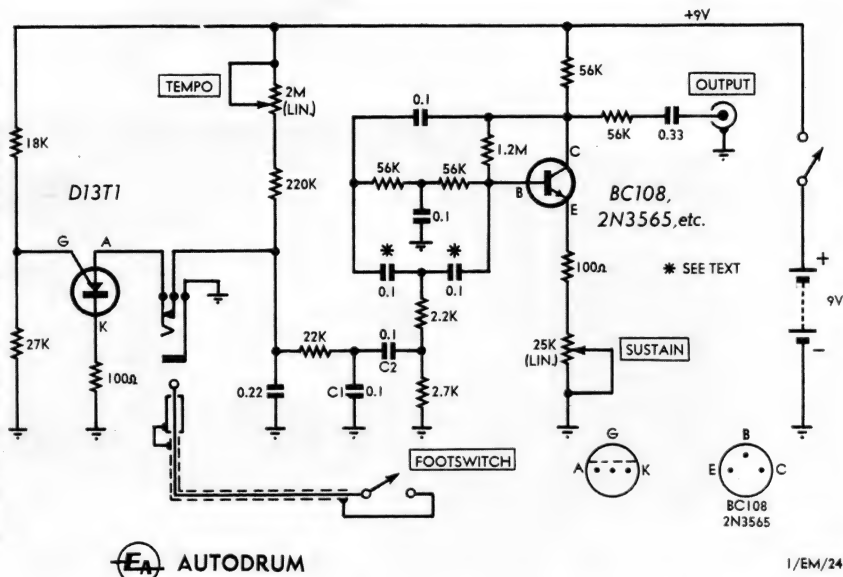 +9V
TEMPO
2M
(LIN.)
56K
OUTPUT
0.1
56K
0.33
18K
1.2M
220K
56K
56K
C
B
E
BC108,
2N3565,etc.
D13T1
0.1
G
A
K
* *
0.1
0.1
100Ω
* SEE TEXT
+
9V
−
2.2K
27K
100Ω
22K
0.1
C2
25K
(LIN.)
SUSTAIN
0.22
C1
0.1
2.7K
G
A
K
B
E
C
BC108
2N3565
FOOTSWITCH
EA AUTODRUM
1/EM/24